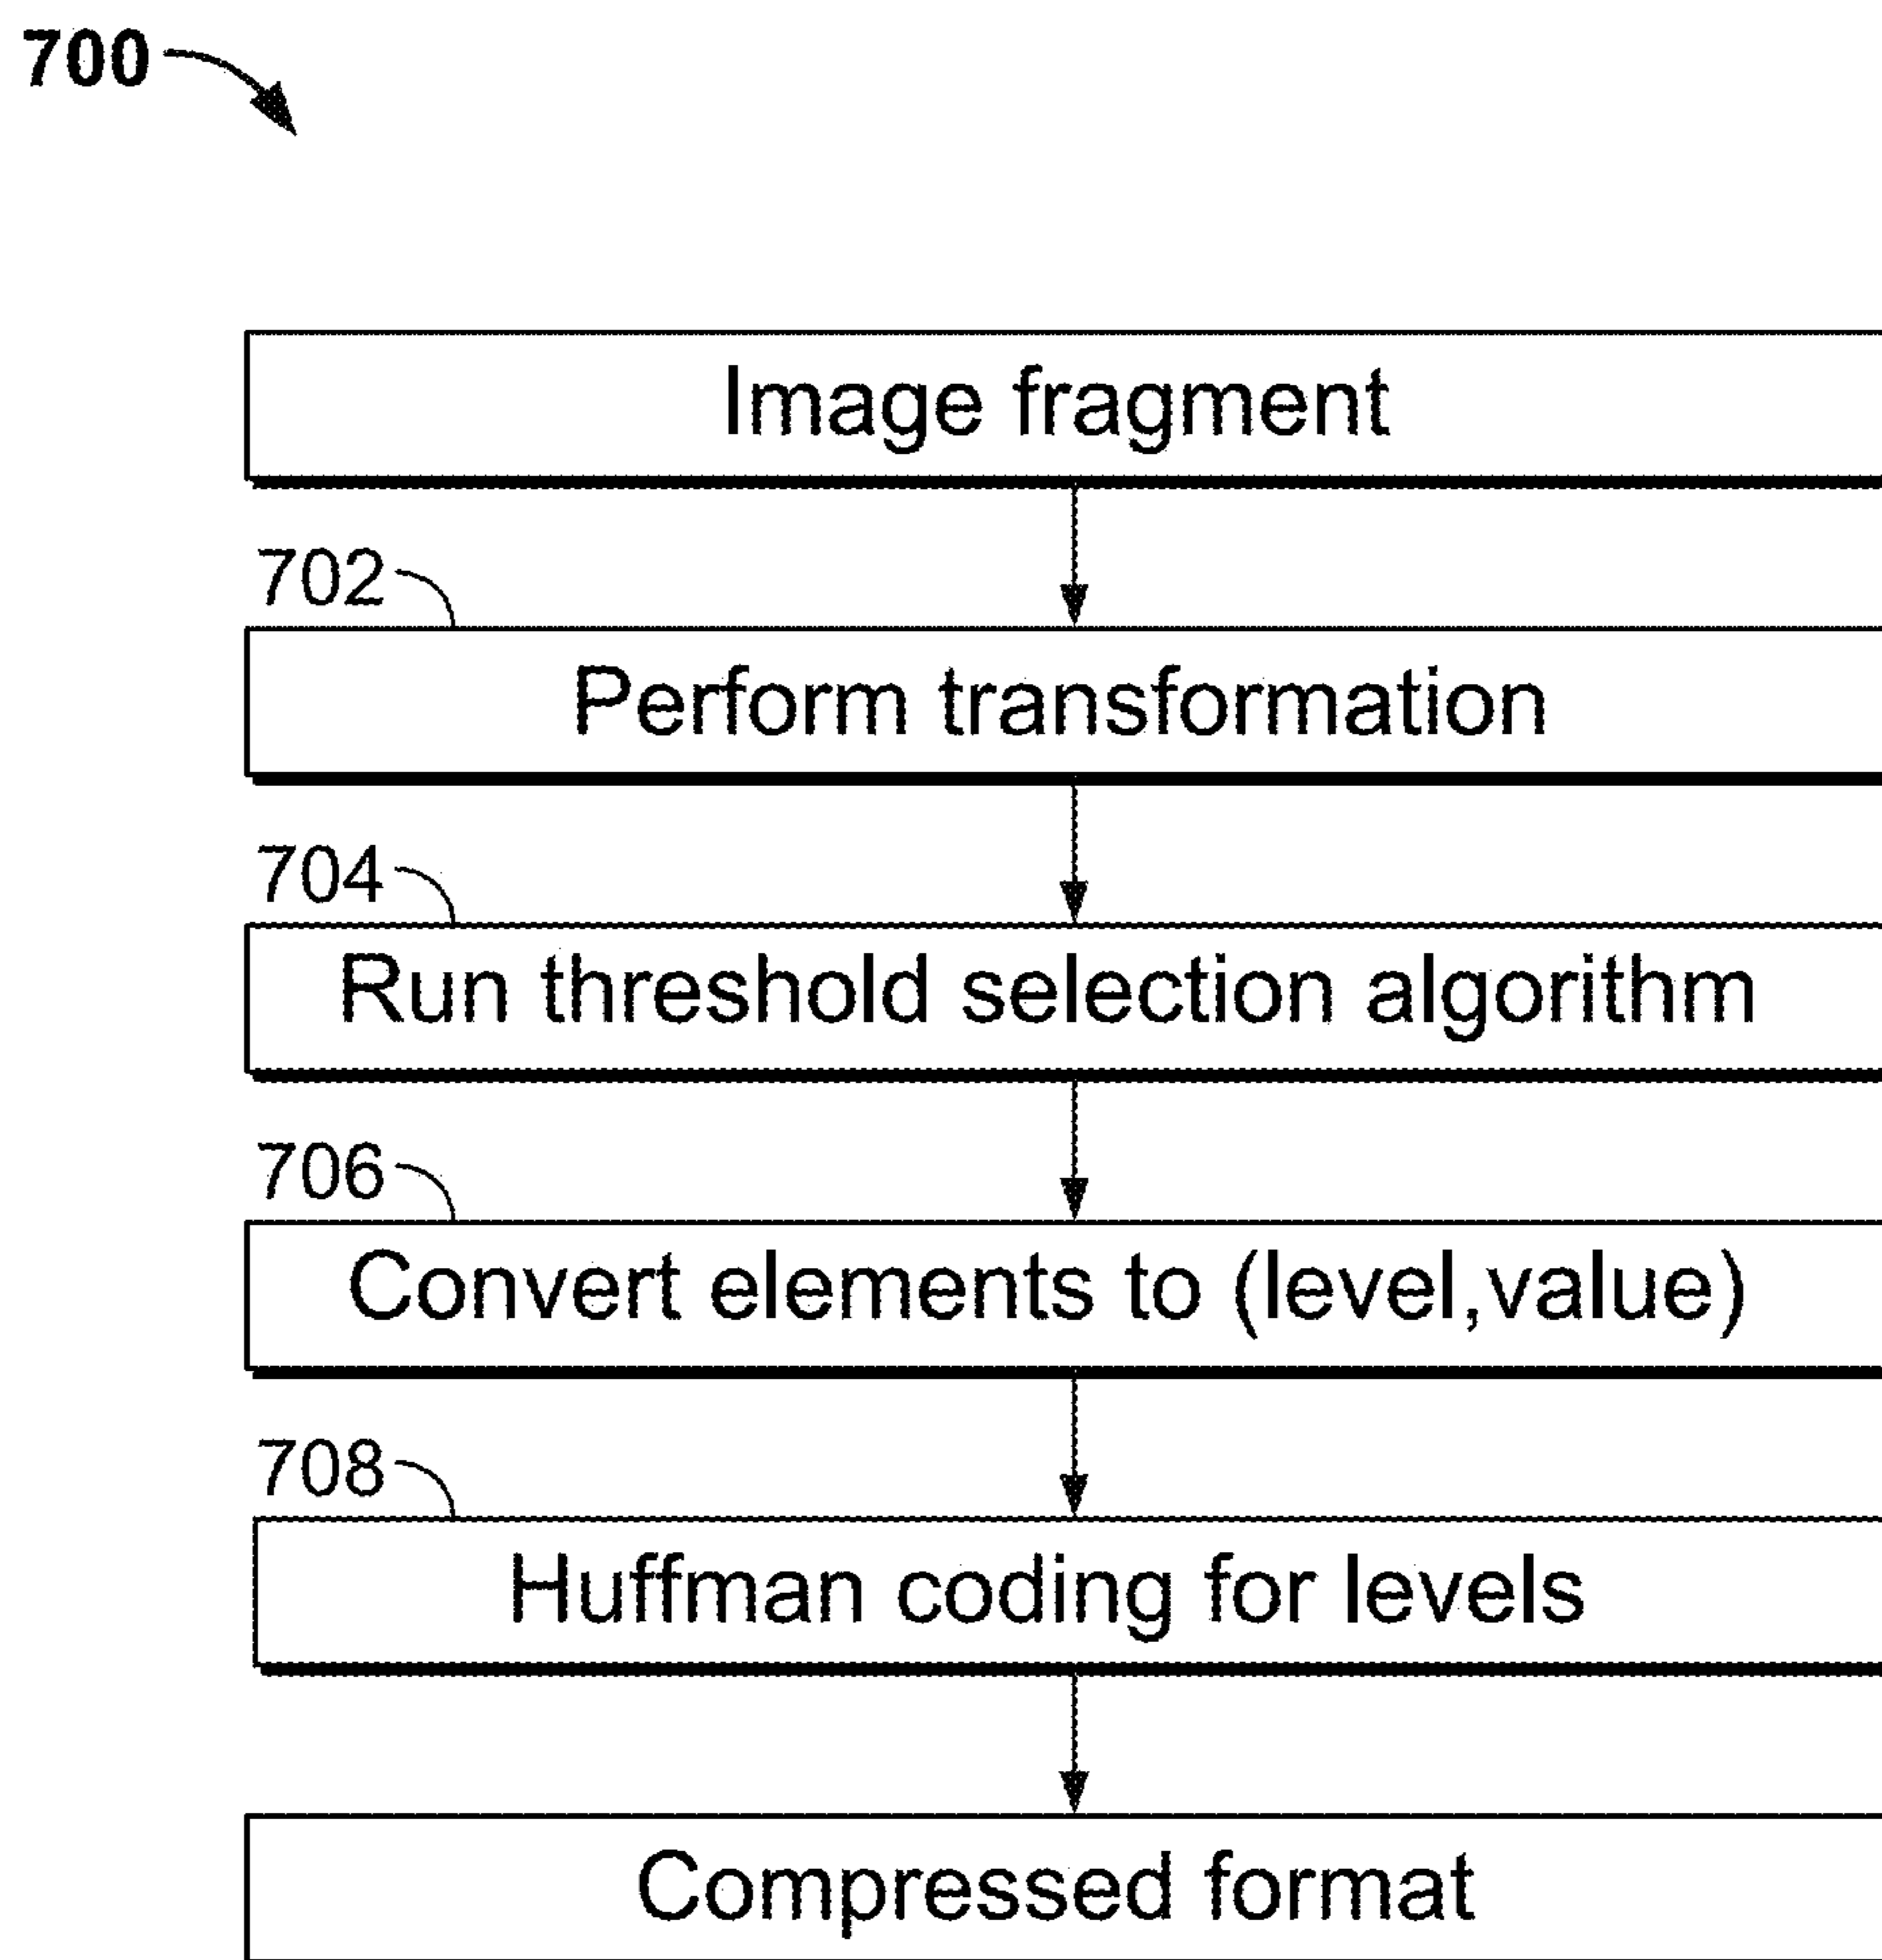 700
Image fragment
702
Perform transformation
704
Run threshold selection algorithm
706
Convert elements to (level,value)
708
Huffman coding for levels
Compressed format